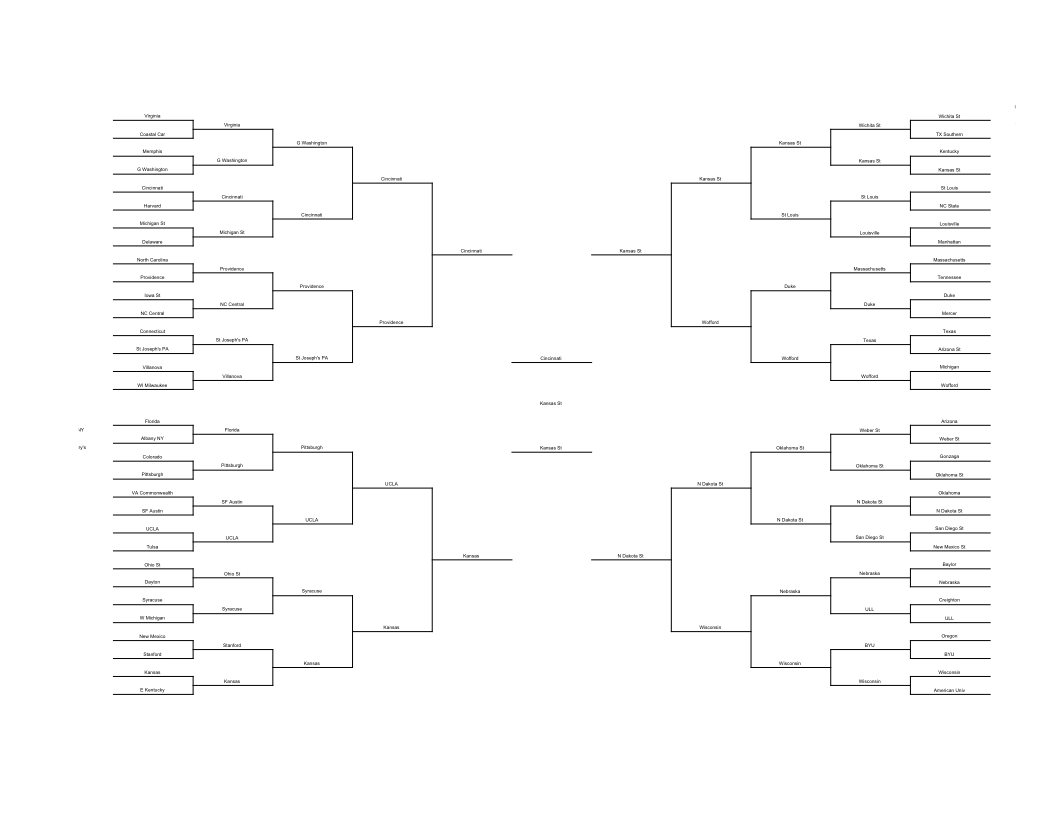 Virginia
Coastal Car
Memphis
G Washington
Cincinnati
Harvard
Michigan St
Delaware
North Carolina
Providence
Iowa St
NC Central
Connecticut
St Joseph's PA
Villanova
WI Milwaukee
Virginia
G Washington
Cincinnati
Michigan St
Providence
NC Central
St Joseph's PA
Villanova
G Washington
Cincinnati
Providence
St Joseph's PA
Cincinnati
Providence
Cincinnati
Florida
Albany NY
Colorado
Pittsburgh
VA Commonwealth
SF Austin
UCLA
Tulsa
Ohio St
Dayton
Syracuse
W Michigan
New Mexico
Stanford
Kansas
E Kentucky
Florida
Pittsburgh
SF Austin
UCLA
Ohio St
Syracuse
Stanford
Kansas
Pittsburgh
UCLA
Syracuse
Kansas
UCLA
Kansas
Kansas
Cincinnati
Kansas St
Kansas St
Kansas St
Kansas St
Wofford
Kansas St
St Louis
Duke
Wofford
Wichita St
Kansas St
St Louis
Louisville
Massachusetts
Duke
Texas
Wofford
Wichita St
TX Southern
Kentucky
Kansas St
St Louis
NC State
Louisville
Manhattan
Massachusetts
Tennessee
Duke
Mercer
Texas
Arizona St
Michigan
Wofford
N Dakota St
N Dakota St
Wisconsin
Oklahoma St
N Dakota St
Nebraska
Wisconsin
Weber St
Oklahoma St
N Dakota St
San Diego St
Nebraska
ULL
BYU
Wisconsin
Arizona
Weber St
Gonzaga
Oklahoma St
Oklahoma
N Dakota St
San Diego St
New Mexico St
Baylor
Nebraska
Creighton
ULL
Oregon
BYU
Wisconsin
American Univ